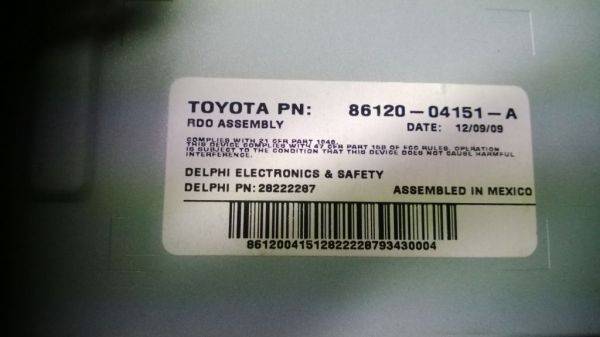 TOYOTA PN: 86120-04151-A
RDO ASSEMBLY DATE: 12/09/09
COMPLIES WITH 21 CFR PART 1040.
THIS DEVICE COMPLIES WITH 47 CFR PART 15B OF FCC RULES, OPERATION
IS SUBJECT TO THE CONDITION THAT THIS DEVICE DOES NOT CAUSE HARMFUL
INTERFERENCE.
DELPHI ELECTRONICS & SAFETY
DELPHI PN: 28222287 ASSEMBLED IN MEXICO
86120041512822228793430004